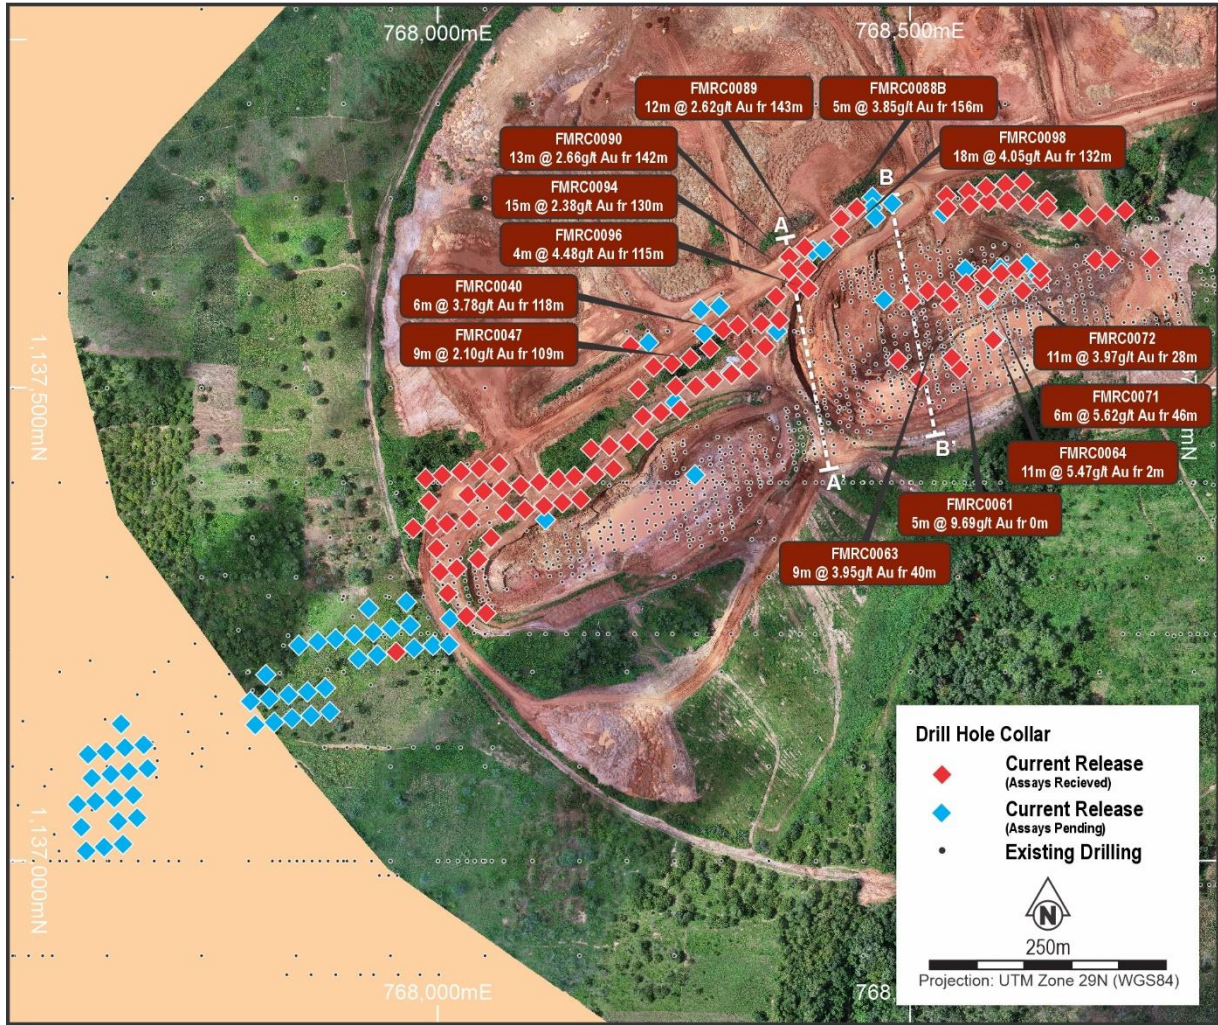 768,000mE
768,500mE
FMRC0089
12m @ 2.62g/t Au fr 143m
FMRC0088B
5m @ 3.85g/t Au fr 156m
FMRC0090
13m @ 2.66g/t Au fr 142m
FMRC0098
18m @ 4.05g/t Au fr 132m
FMRC0094
15m @ 2.38g/t Au fr 130m
FMRC0096
4m @ 4.48g/t Au fr 115m
A
B
FMRC0040
6m @ 3.78g/t Au fr 118m
FMRC0047
9m @ 2.10g/t Au fr 109m
FMRC0072
11m @ 3.97g/t Au fr 28m
FMRC0071
6m @ 5.62g/t Au fr 46m
FMRC0064
11m @ 5.47g/t Au fr 2m
FMRC0061
5m @ 9.69g/t Au fr 0m
FMRC0063
9m @ 3.95g/t Au fr 40m
A'
B'
1,137,500mN
mN
1,137,000mN
768,000mE
768,
Drill Hole Collar
Current Release
(Assays Recieved)
Current Release
(Assays Pending)
Existing Drilling
N
250m
Projection: UTM Zone 29N (WGS84)